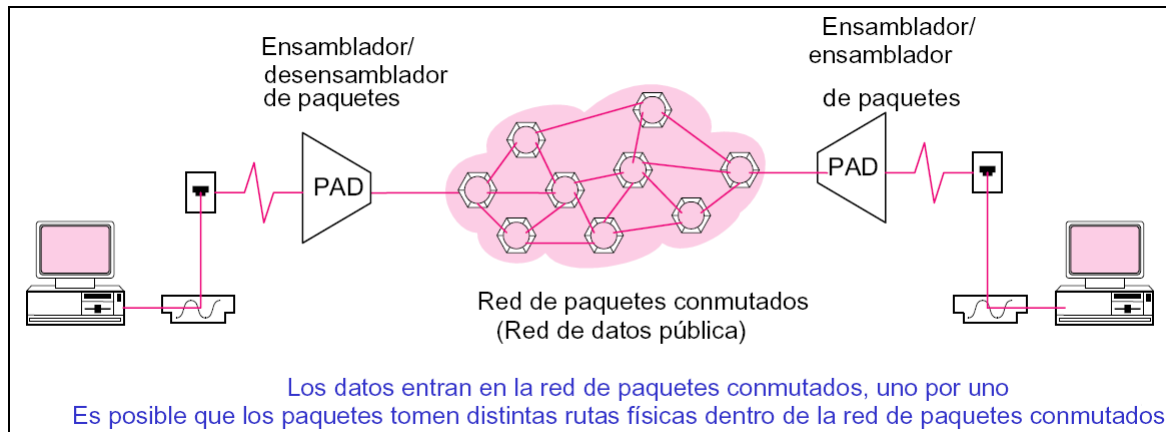 Ensamblador/
desensamblador
de paquetes
Ensamblador/
ensamblador
de paquetes
PAD
PAD
Red de paquetes conmutados
(Red de datos pública)
Los datos entran en la red de paquetes conmutados, uno por uno
Es posible que los paquetes tomen distintas rutas físicas dentro de la red de paquetes conmutados